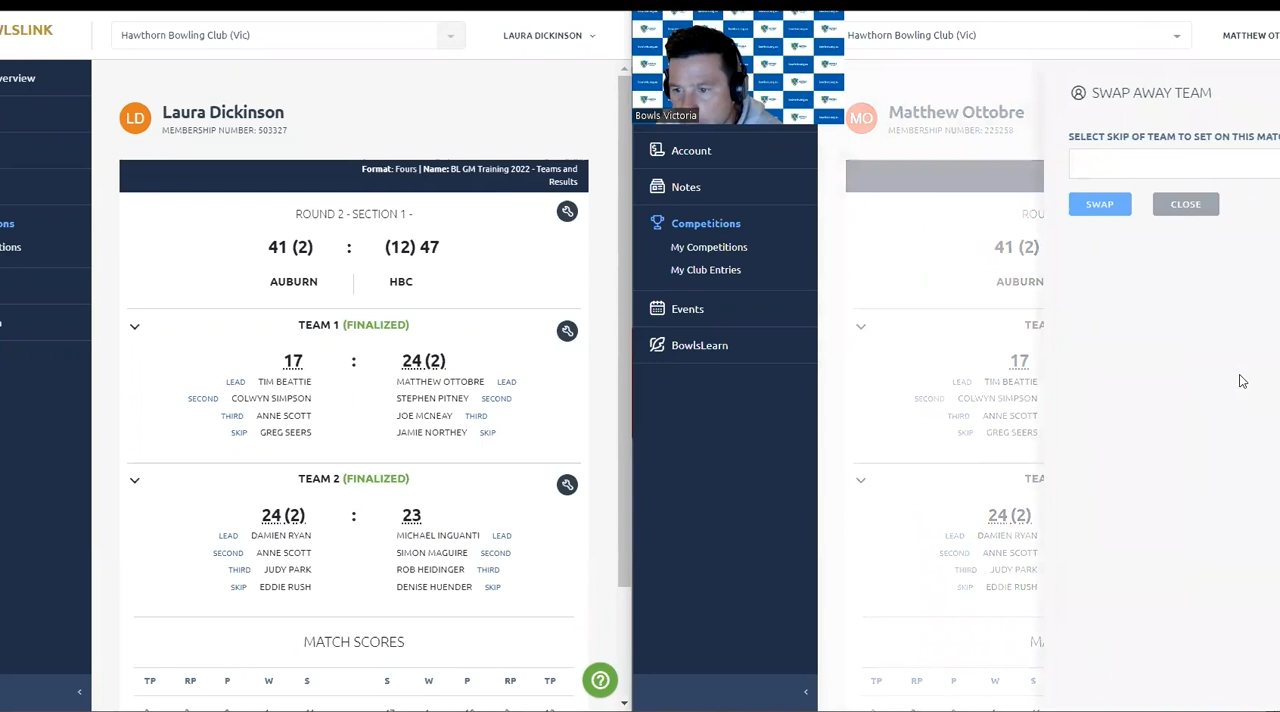 WLSLINK
Hawthorn Bowling Club (Vic)
LAURA DICKINSON
verview
ons
tions
LD
Laura Dickinson
MEMBERSHIP NUMBER: 503327
Format: Fours | Name: BL GM Training 2022 - Teams and
Results
ROUND 2 - SECTION 1 -
41 (2) : (12) 47
AUBURN HBC
TEAM 1 (FINALIZED)
17 : 24 (2)
LEAD TIM BEATTIE MATTHEW OTTOBRE LEAD
SECOND COLWYN SIMPSON STEPHEN PITNEY SECOND
THIRD ANNE SCOTT JOE MCNEAY THIRD
SKIP GREG SEERS JAMIE NORTHEY SKIP
TEAM 2 (FINALIZED)
24 (2) : 23
LEAD DAMIEN RYAN MICHAEL INGUANTI LEAD
SECOND ANNE SCOTT SIMON MAGUIRE SECOND
THIRD JUDY PARK ROB HEIDINGER THIRD
SKIP EDDIE RUSH DENISE HUENDER SKIP
MATCH SCORES
TP RP P W S S W P RP TP
Bowls Victoria
Account
Notes
Competitions
My Competitions
My Club Entries
Events
BowlsLearn
Hawthorn Bowling Club (Vic)
MATTHEW OT
MO
Matthew Ottobre
MEMBERSHIP NUMBER: 225258
ROU
41 (2)
AUBURN
TEA
17
LEAD TIM BEATTIE
SECOND COLWYN SIMPSON
THIRD ANNE SCOTT
SKIP GREG SEERS
TEA
24 (2)
LEAD DAMIEN RYAN
SECOND ANNE SCOTT
THIRD JUDY PARK
SKIP EDDIE RUSH
M
TP RP P W S
SWAP AWAY TEAM
SELECT SKIP OF TEAM TO SET ON THIS MATC
SWAP
CLOSE